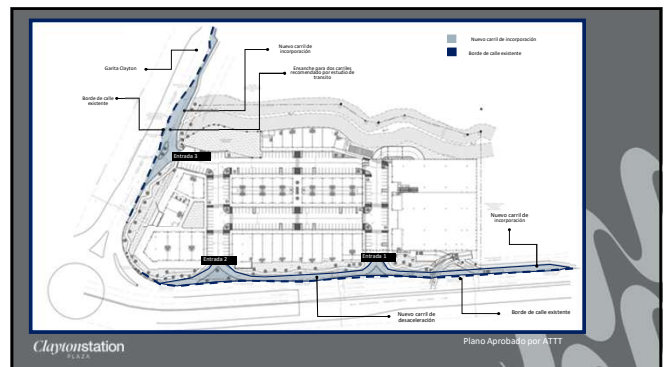 Nuevo carril de
incorporación
Nuevo carril de
incorporación
Borde de calle existente
Garita Clayton
Ensanche para dos carriles
recomendado por estudio de
transito
Borde de calle
existente
Entrada 3
Nuevo carril de
incorporación
Entrada 2
Entrada 1
Nuevo carril de
desaceleración
Borde de calle existente
Claytonstation
PLAZA
Plano Aprobado por ATTT